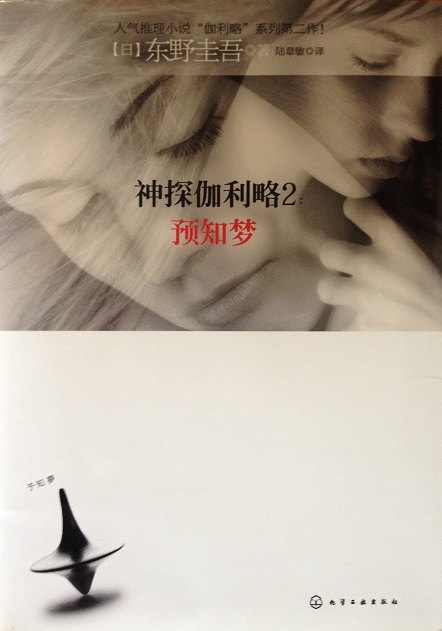 人气推理小说“伽利略”系列第二作！
【日】东野圭吾◎著 陆章敏◎译
神探伽利略2：
预知梦
予知夢
化学工业出版社